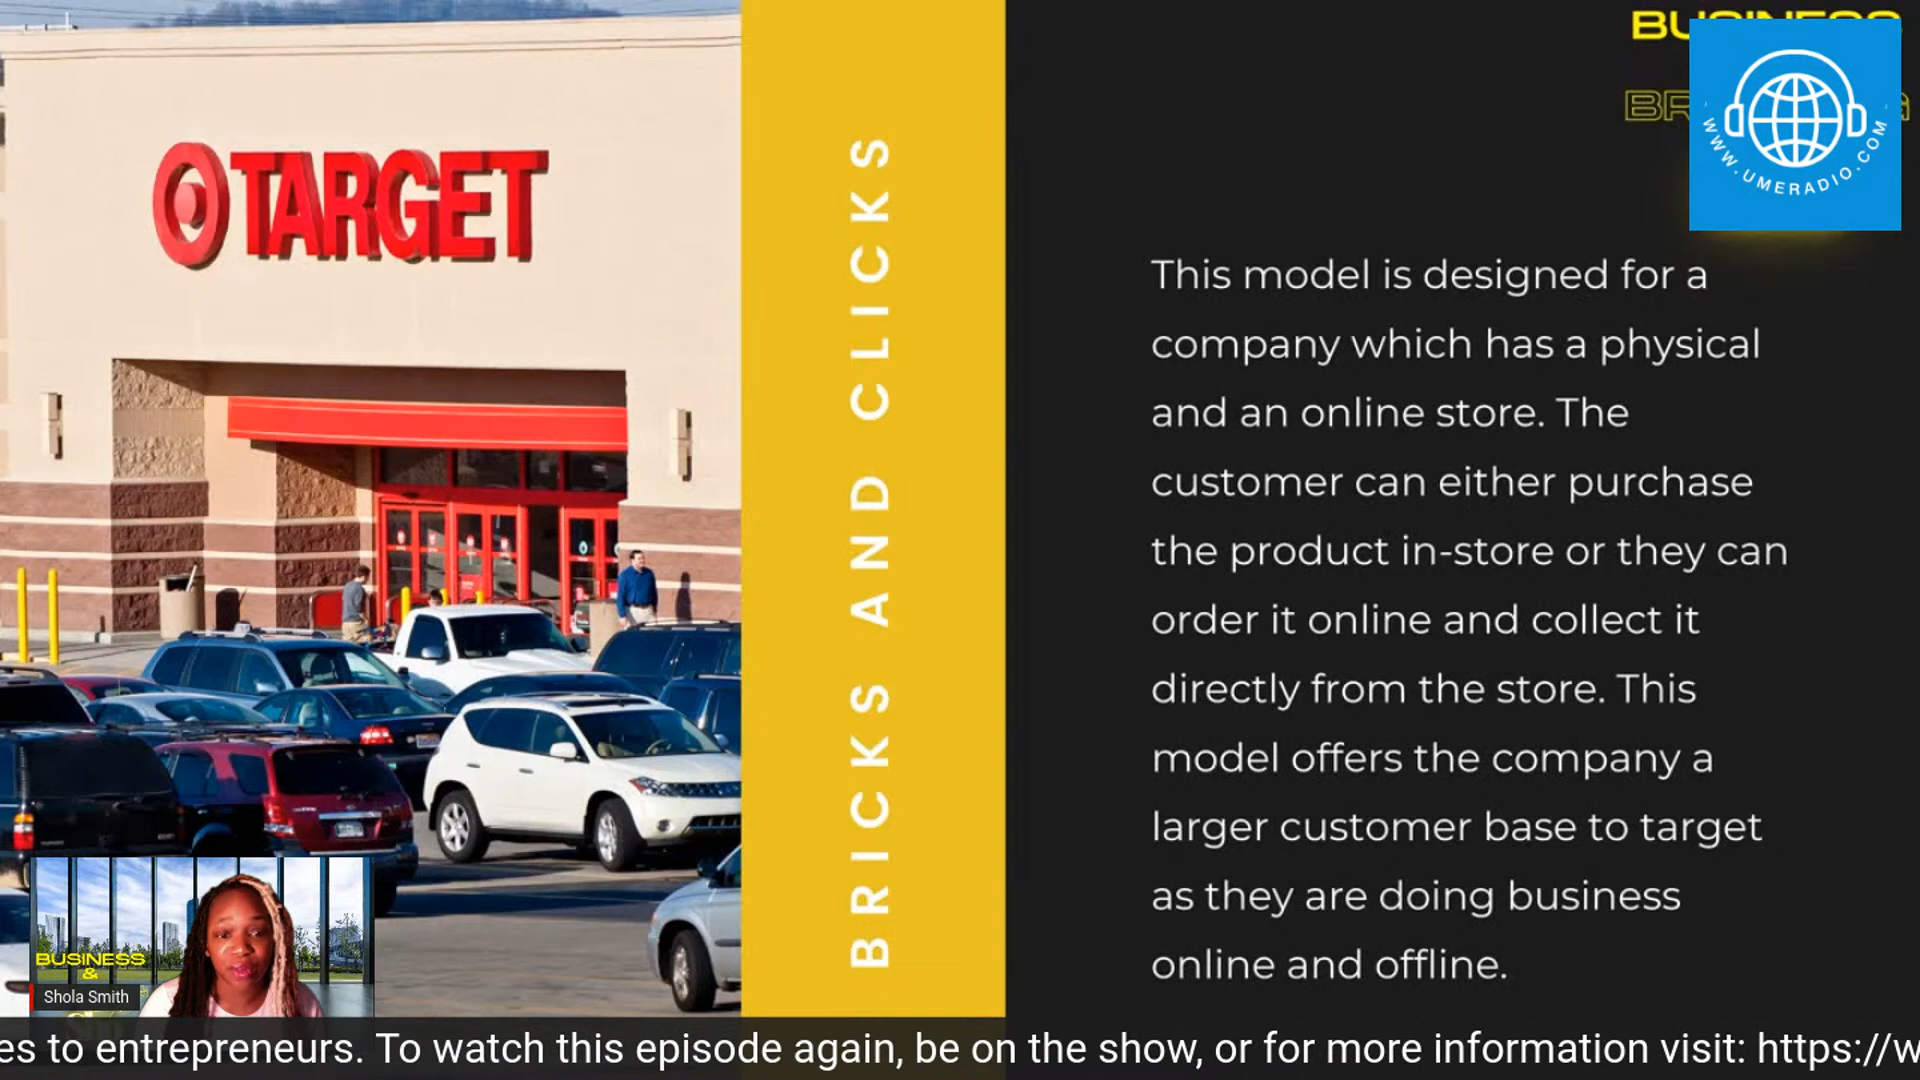 TARGET
BRICKS AND CLICKS
WWW.UMERADIO.COM
This model is designed for a
company which has a physical
and an online store. The
customer can either purchase
the product in-store or they can
order it online and collect it
directly from the store. This
model offers the company a
larger customer base to target
as they are doing business
online and offline.
BUSINESS
&
Shola Smith
es to entrepreneurs. To watch this episode again, be on the show, or for more information visit: https://w